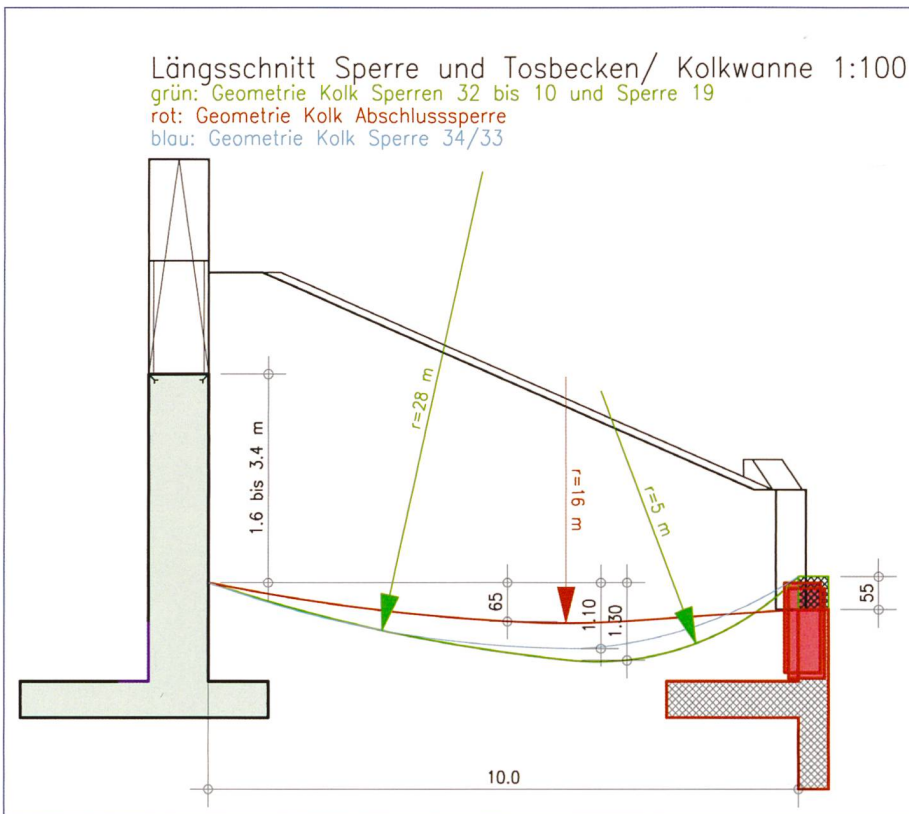 Längsschnitt Sperre und Tosbecken/ Kolkwanne 1:100
grün: Geometrie Kolk Sperren 32 bis 10 und Sperre 19
rot: Geometrie Kolk Abschlusssperre
blau: Geometrie Kolk Sperre 34/33
r=28 m
1.6 bis 3.4 m
r=16 m
r=5 m
65
1.10
1.30
55
10.0